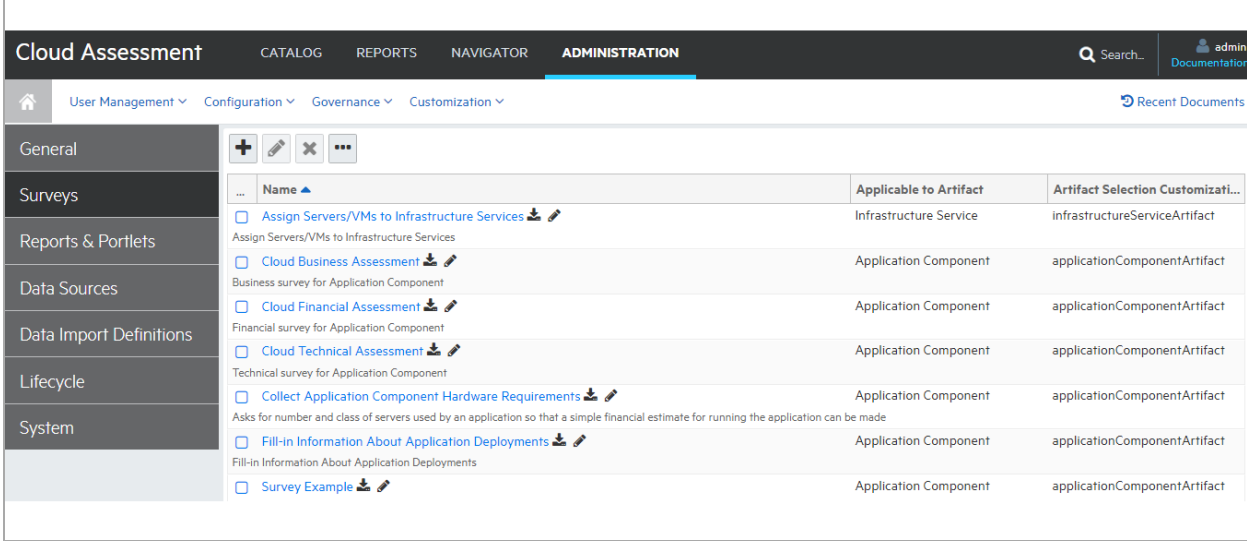 Cloud Assessment CATALOG REPORTS NAVIGATOR ADMINISTRATION Search... admin
Documentation
User Management Configuration Governance Customization Recent Documents
General
Surveys
Reports & Portlets
Data Sources
Data Import Definitions
Lifecycle
System
... Name Applicable to Artifact Artifact Selection Customizati...
Assign Servers/VMs to Infrastructure Services Infrastructure Service infrastructureServiceArtifact
Assign Servers/VMs to Infrastructure Services
Cloud Business Assessment Application Component applicationComponentArtifact
Business survey for Application Component
Cloud Financial Assessment Application Component applicationComponentArtifact
Financial survey for Application Component
Cloud Technical Assessment Application Component applicationComponentArtifact
Technical survey for Application Component
Collect Application Component Hardware Requirements Application Component applicationComponentArtifact
Asks for number and class of servers used by an application so that a simple financial estimate for running the application can be made
Fill-in Information About Application Deployments Application Component applicationComponentArtifact
Fill-in Information About Application Deployments
Survey Example Application Component applicationComponentArtifact